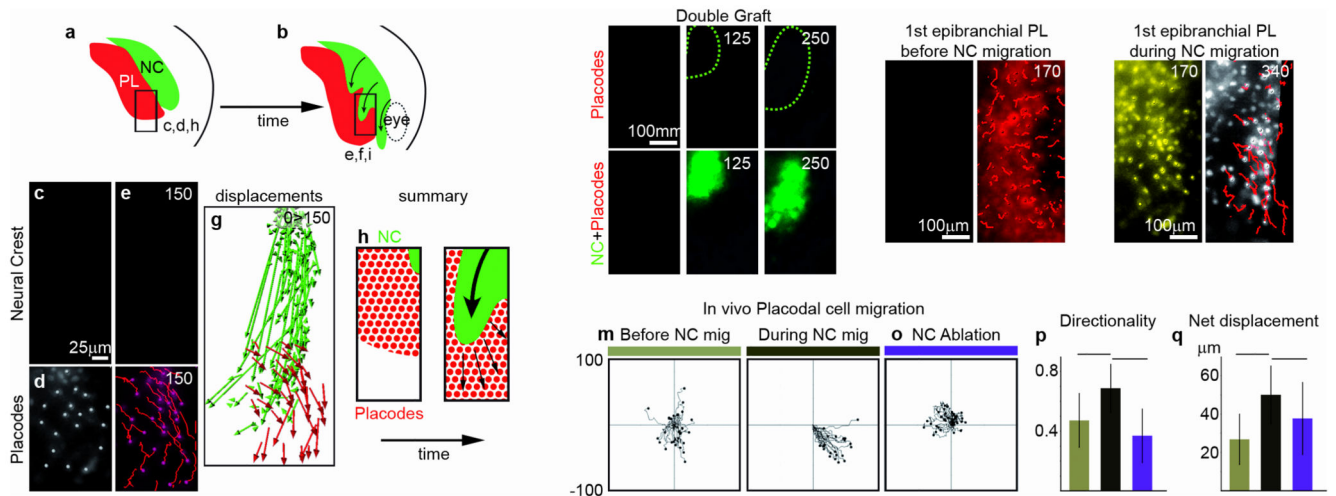 a
NC
PL
c,d,h
time
b
eye
e,f,i
Neural Crest
c
25µm
e
150
Placodes
d
150
displacements
g
0>150
summary
h
NC
Placodes
time
Double Graft
Placodes
100mm
125
250
NC+Placodes
125
250
1st epibranchial PL
before NC migration
100µm
170
1st epibranchial PL
during NC migration
170
100µm
340
In vivo Placodal cell migration
m
Before NC mig
During NC mig
o
NC Ablation
100
-100
p
Directionality
0.8
0.4
q
Net displacement
µm
60
40
20